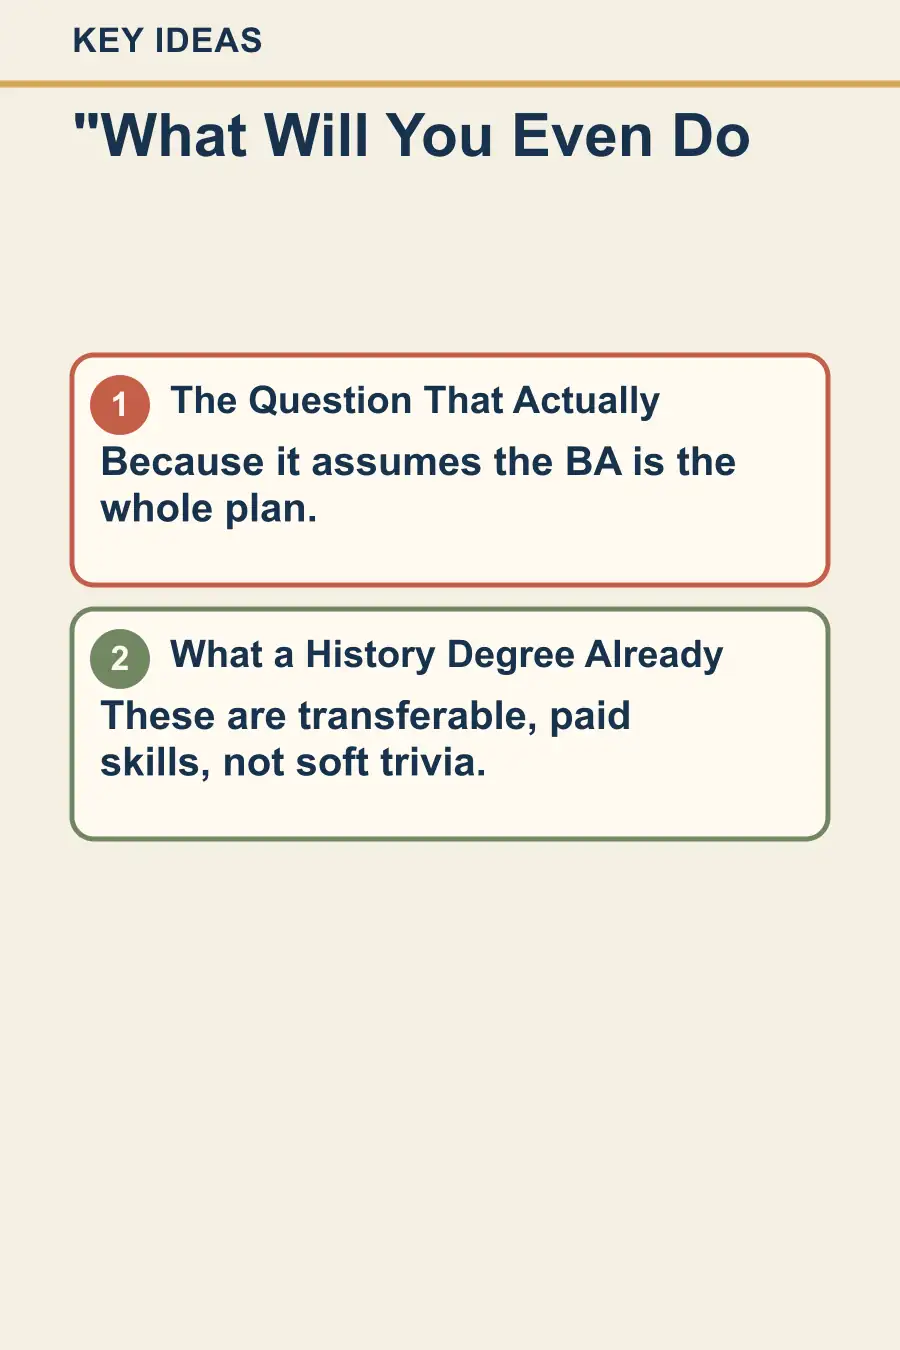 KEY IDEAS
"What Will You Even Do
1 The Question That Actually
Because it assumes the BA is the
whole plan.
2 What a History Degree Already
These are transferable, paid
skills, not soft trivia.